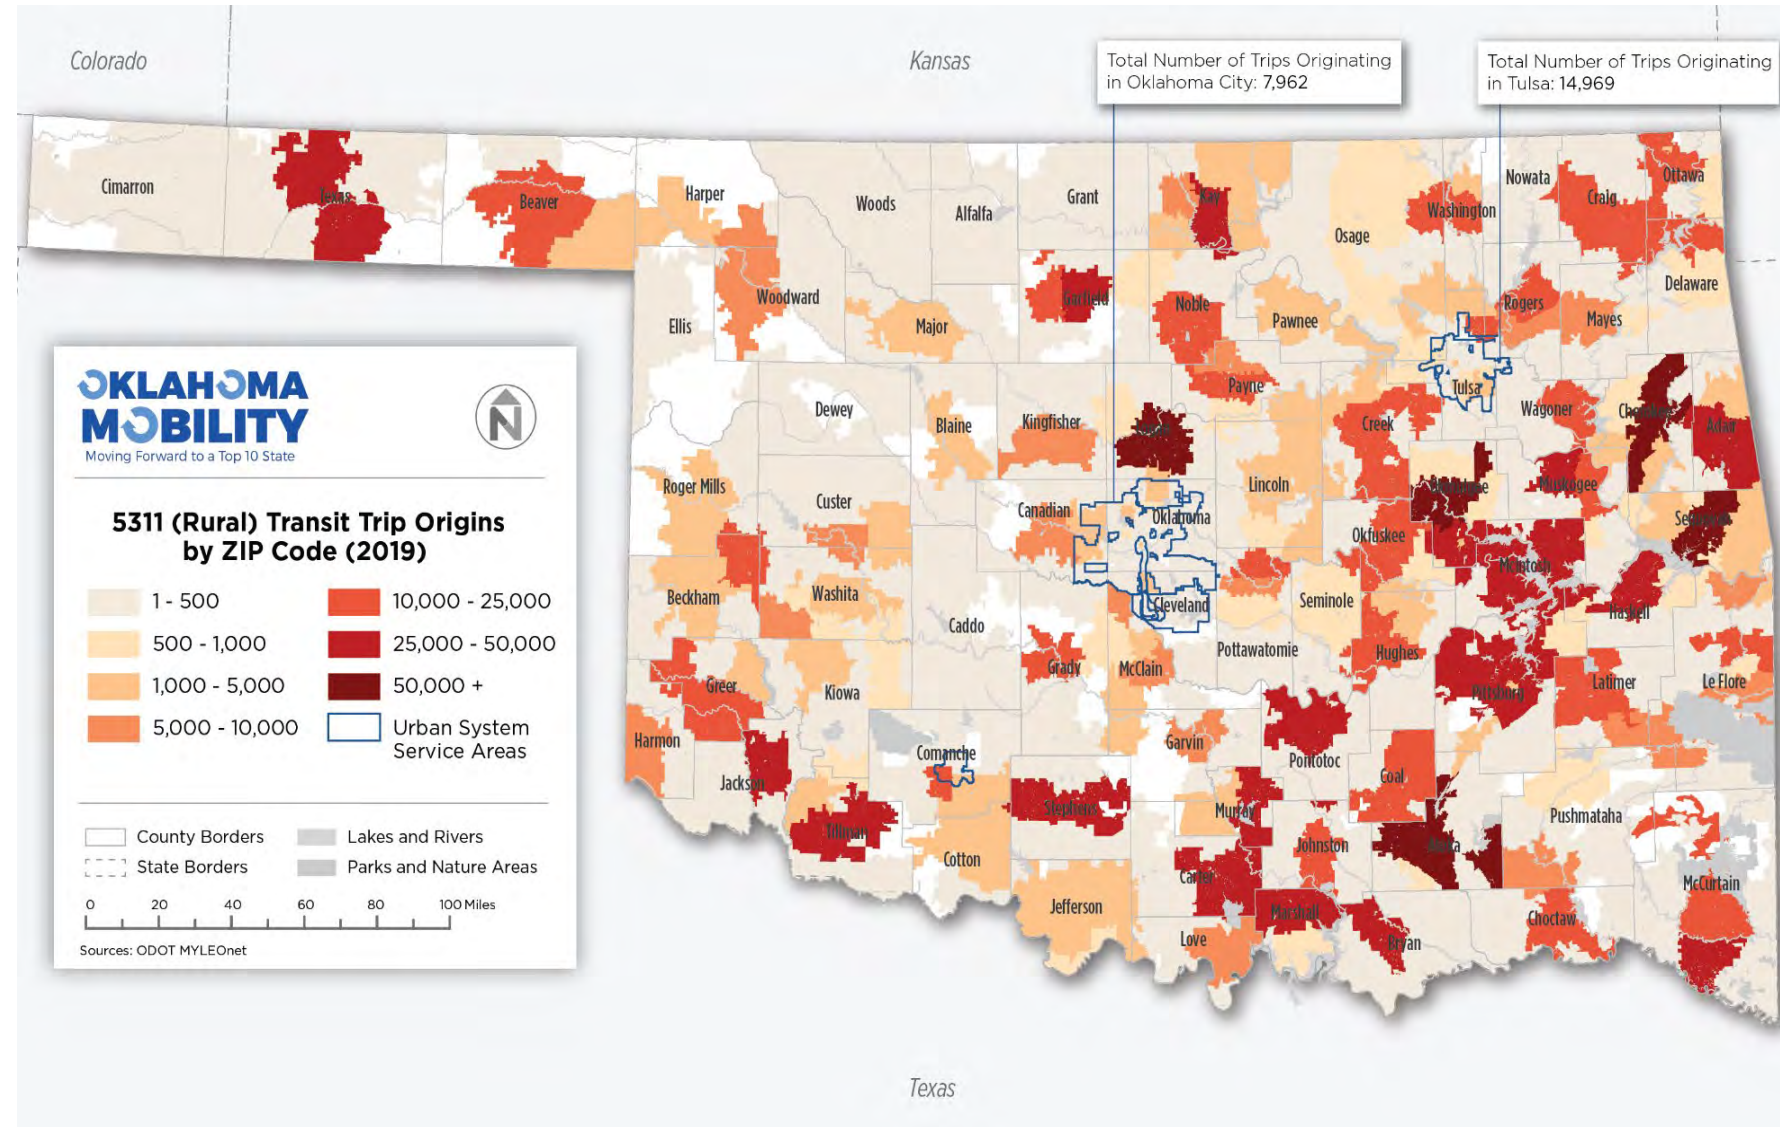 Colorado
Kansas
Total Number of Trips Originating
in Oklahoma City: 7,962
Total Number of Trips Originating
in Tulsa: 14,969
Cimarron
Texas
Beaver
Harper
Woods
Alfalfa
Grant
Kay
Osage
Washington
Nowata
Craig
Ottawa
Ellis
Woodward
Major
Garfield
Noble
Pawnee
Rogers
Mayes
Delaware
Dewey
Blaine
Kingfisher
Logan
Payne
Creek
Tulsa
Wagoner
Cherokee
Adair
Roger Mills
Custer
Canadian
Oklahoma
Lincoln
Okfuskee
Okmulgee
Muskogee
Sequoyah
Beckham
Washita
Caddo
Cleveland
Pottawatomie
Seminole
McIntosh
Haskell
Greer
Kiowa
Grady
McClain
Hughes
Pittsburg
Latimer
Le Flore
Harmon
Jackson
Comanche
Garvin
Pontotoc
Coal
Pushmataha
Tillman
Cotton
Stephens
Murray
Johnston
Atoka
McCurtain
Jefferson
Carter
Love
Marshall
Bryan
Choctaw
OKLAHOMA
MOBILITY
Moving Forward to a Top 10 State
N
5311 (Rural) Transit Trip Origins
by ZIP Code (2019)
1 - 500
500 - 1,000
1,000 - 5,000
5,000 - 10,000
10,000 - 25,000
25,000 - 50,000
50,000 +
Urban System
Service Areas
County Borders
State Borders
Lakes and Rivers
Parks and Nature Areas
0 20 40 60 80 100 Miles
Sources: ODOT MYLEOnet
Texas